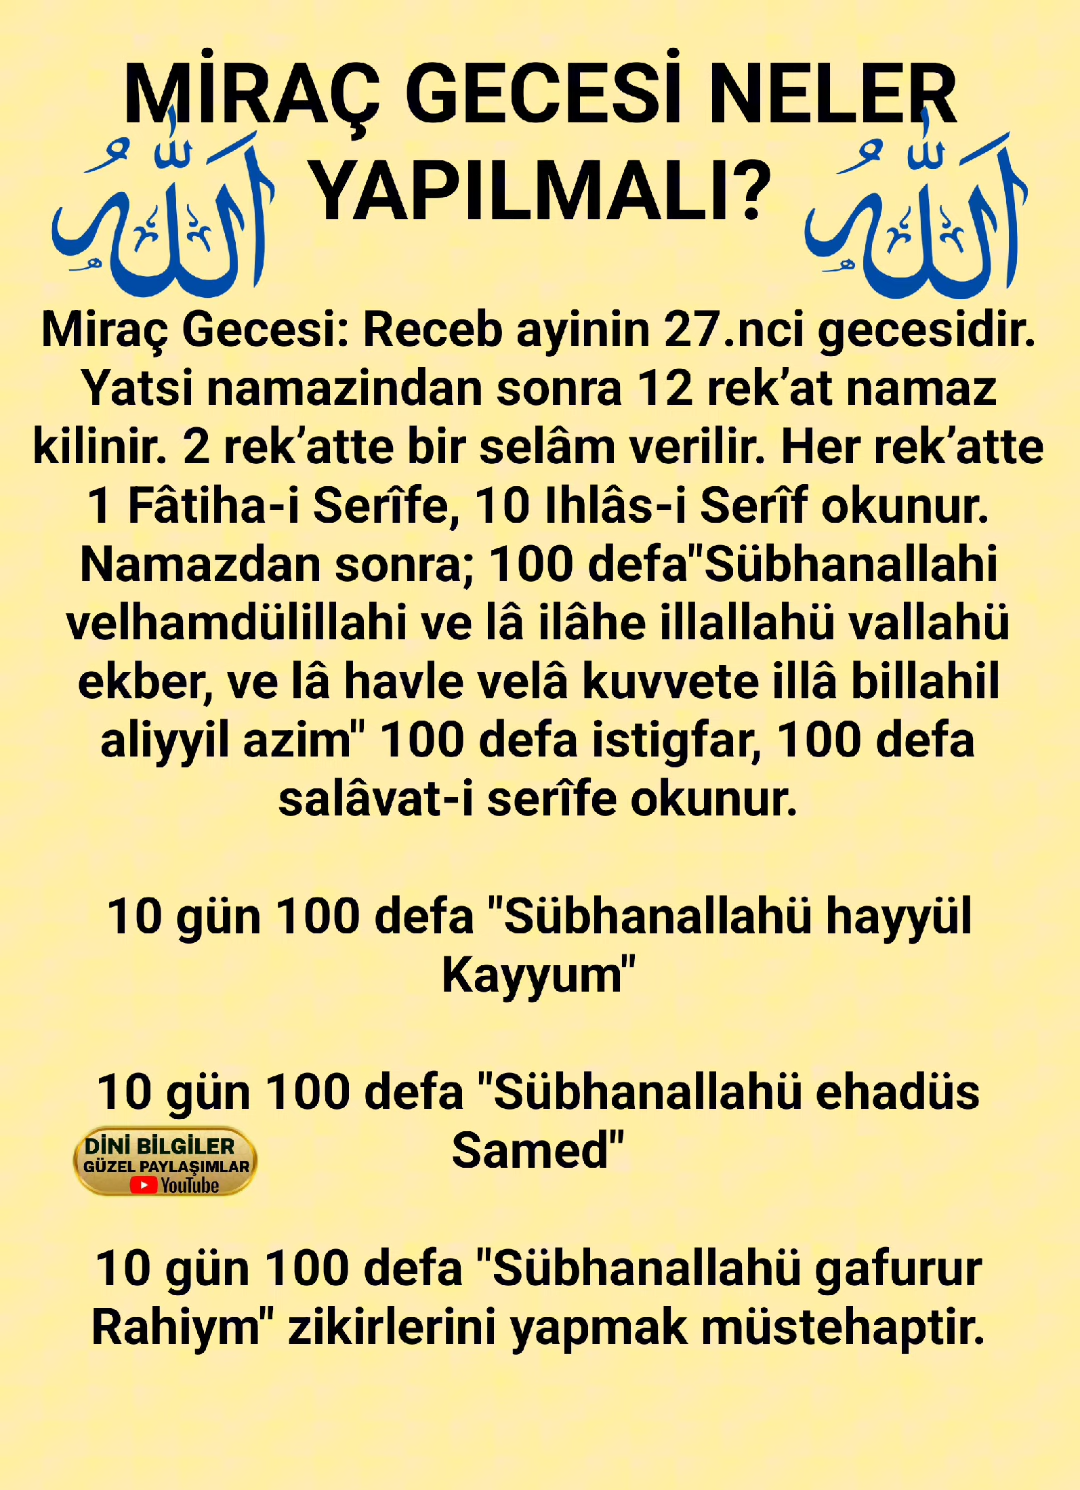 MİRAÇ GECESİ NELER
YAPILMALI?
اَللّٰهُ
اَللّٰهُ
Miraç Gecesi: Receb ayinin 27.nci gecesidir.
Yatsi namazindan sonra 12 rek’at namaz
kilinir. 2 rek’atte bir selâm verilir. Her rek’atte
1 Fâtiha-i Serîfe, 10 Ihlâs-i Serîf okunur.
Namazdan sonra; 100 defa"Sübhanallahi
velhamdülillahi ve lâ ilâhe illallahü vallahü
ekber, ve lâ havle velâ kuvvete illâ billahil
aliyyil azim" 100 defa istigfar, 100 defa
salâvat-i serîfe okunur.
10 gün 100 defa "Sübhanallahü hayyül
Kayyum"
10 gün 100 defa "Sübhanallahü ehadüs
Samed"
DİNİ BİLGİLER
GÜZEL PAYLAŞIMLAR
YouTube
10 gün 100 defa "Sübhanallahü gafurur
Rahiym" zikirlerini yapmak müstehaptir.